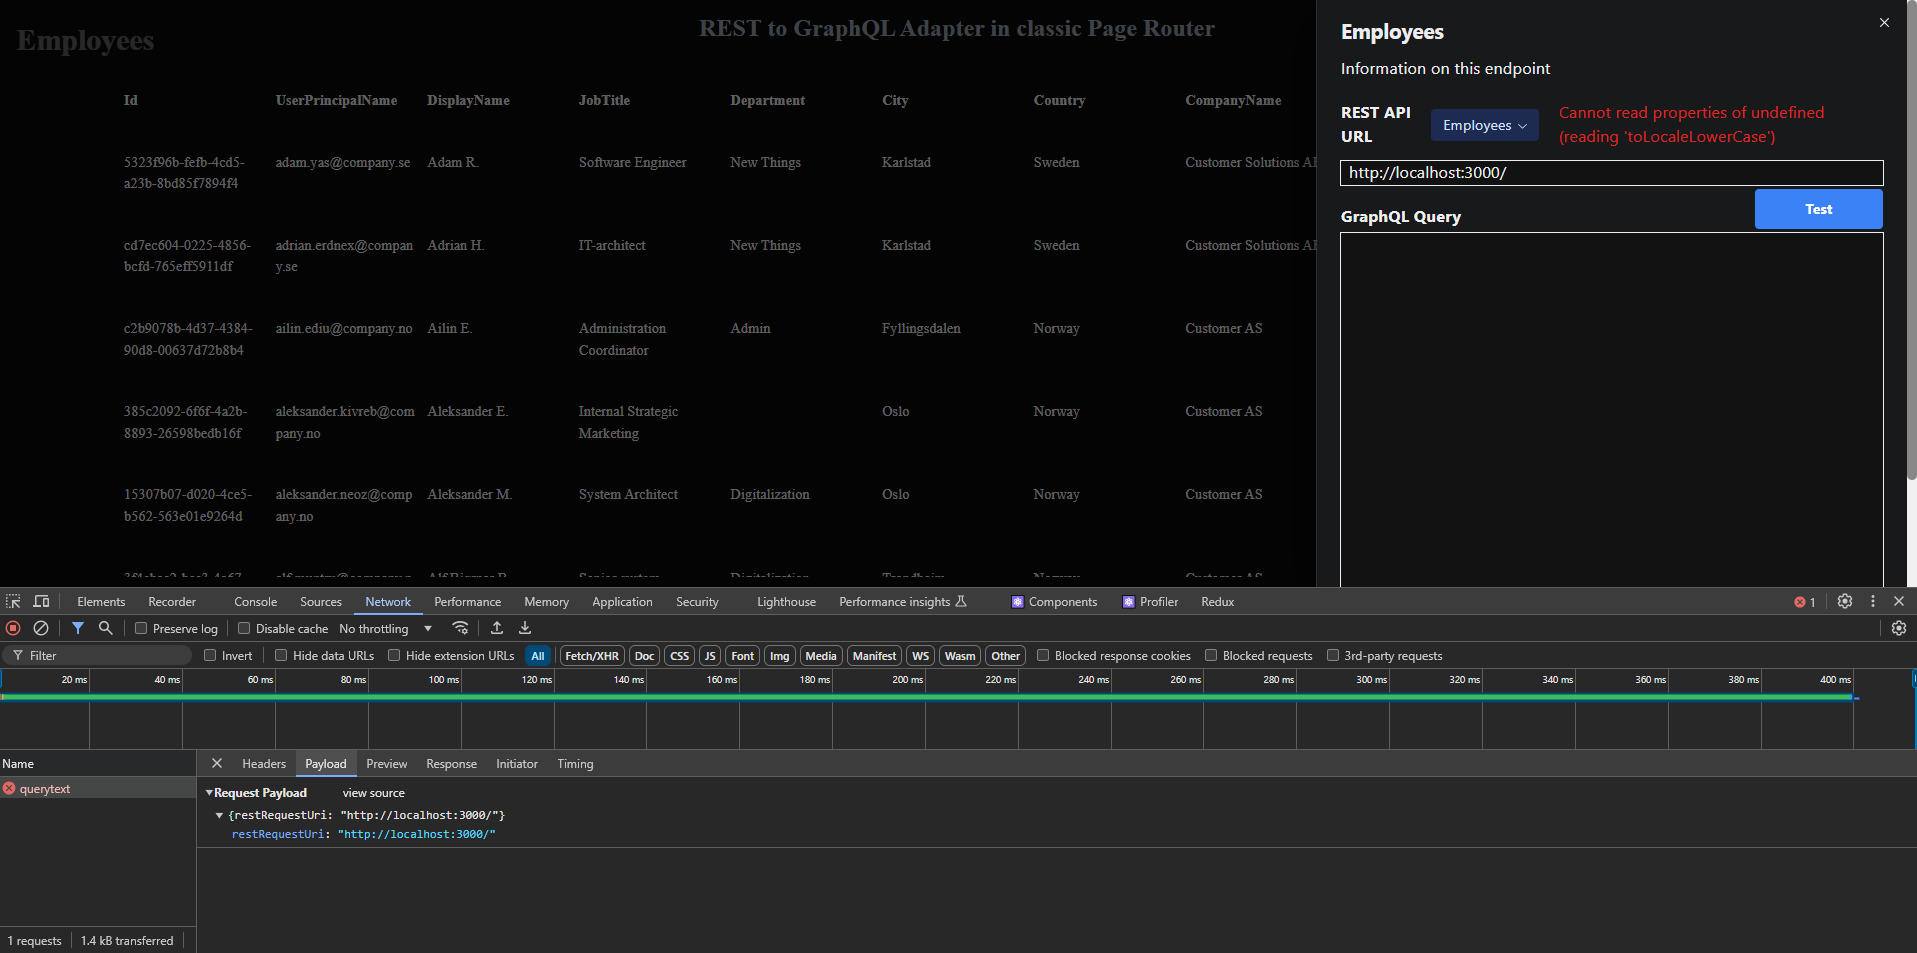 Employees
REST to GraphQL Adapter in classic Page Router
Id UserPrincipalName DisplayName JobTitle Department City Country CompanyName
5323f96b-fefb-4cd5- adam.yas@company.se Adam R. Software Engineer New Things Karlstad Sweden Customer Solutions
a23b-8bd85f7894f4
cd7ec604-0225-4856- adrian.erdnex@compan Adrian H. IT-architect New Things Karlstad Sweden Customer Solutions
bcfd-765eff5911df y.se
c2b9078b-4d37-4384- ailin.ediu@company.no Ailin E. Administration Admin Fyllingsdalen Norway Customer AS
90d8-00637d72b8b4 Coordinator
385c2092-6f6f-4a2b- aleksander.kivreb@com Aleksander E. Internal Strategic Oslo Norway Customer AS
8893-26598bedb16f pany.no Marketing
15307b07-d020-4ce5- aleksander.neoz@comp Aleksander M. System Architect Digitalization Oslo Norway Customer AS
b562-563e01e9264d any.no
Employees
Information on this endpoint
REST API
URL
Employees
Cannot read properties of undefined
(reading 'toLocaleLowerCase')
http://localhost:3000/
Test
GraphQL Query
Elements Recorder Console Sources Network Performance Memory Application Security Lighthouse Performance insights Components Profiler Redux 1
Preserve log Disable cache No throttling
Filter Invert Hide data URLs Hide extension URLs All Fetch/XHR Doc CSS JS Font Img Media Manifest WS Wasm Other Blocked response cookies Blocked requests 3rd-party requests
20 ms 40 ms 60 ms 80 ms 100 ms 120 ms 140 ms 160 ms 180 ms 200 ms 220 ms 240 ms 260 ms 280 ms 300 ms 320 ms 340 ms 360 ms 380 ms 400 ms
Name
querytext
Headers Payload Preview Response Initiator Timing
Request Payload view source
{restRequestUri: "http://localhost:3000/"}
restRequestUri: "http://localhost:3000/"
1 requests 1.4 kB transferred